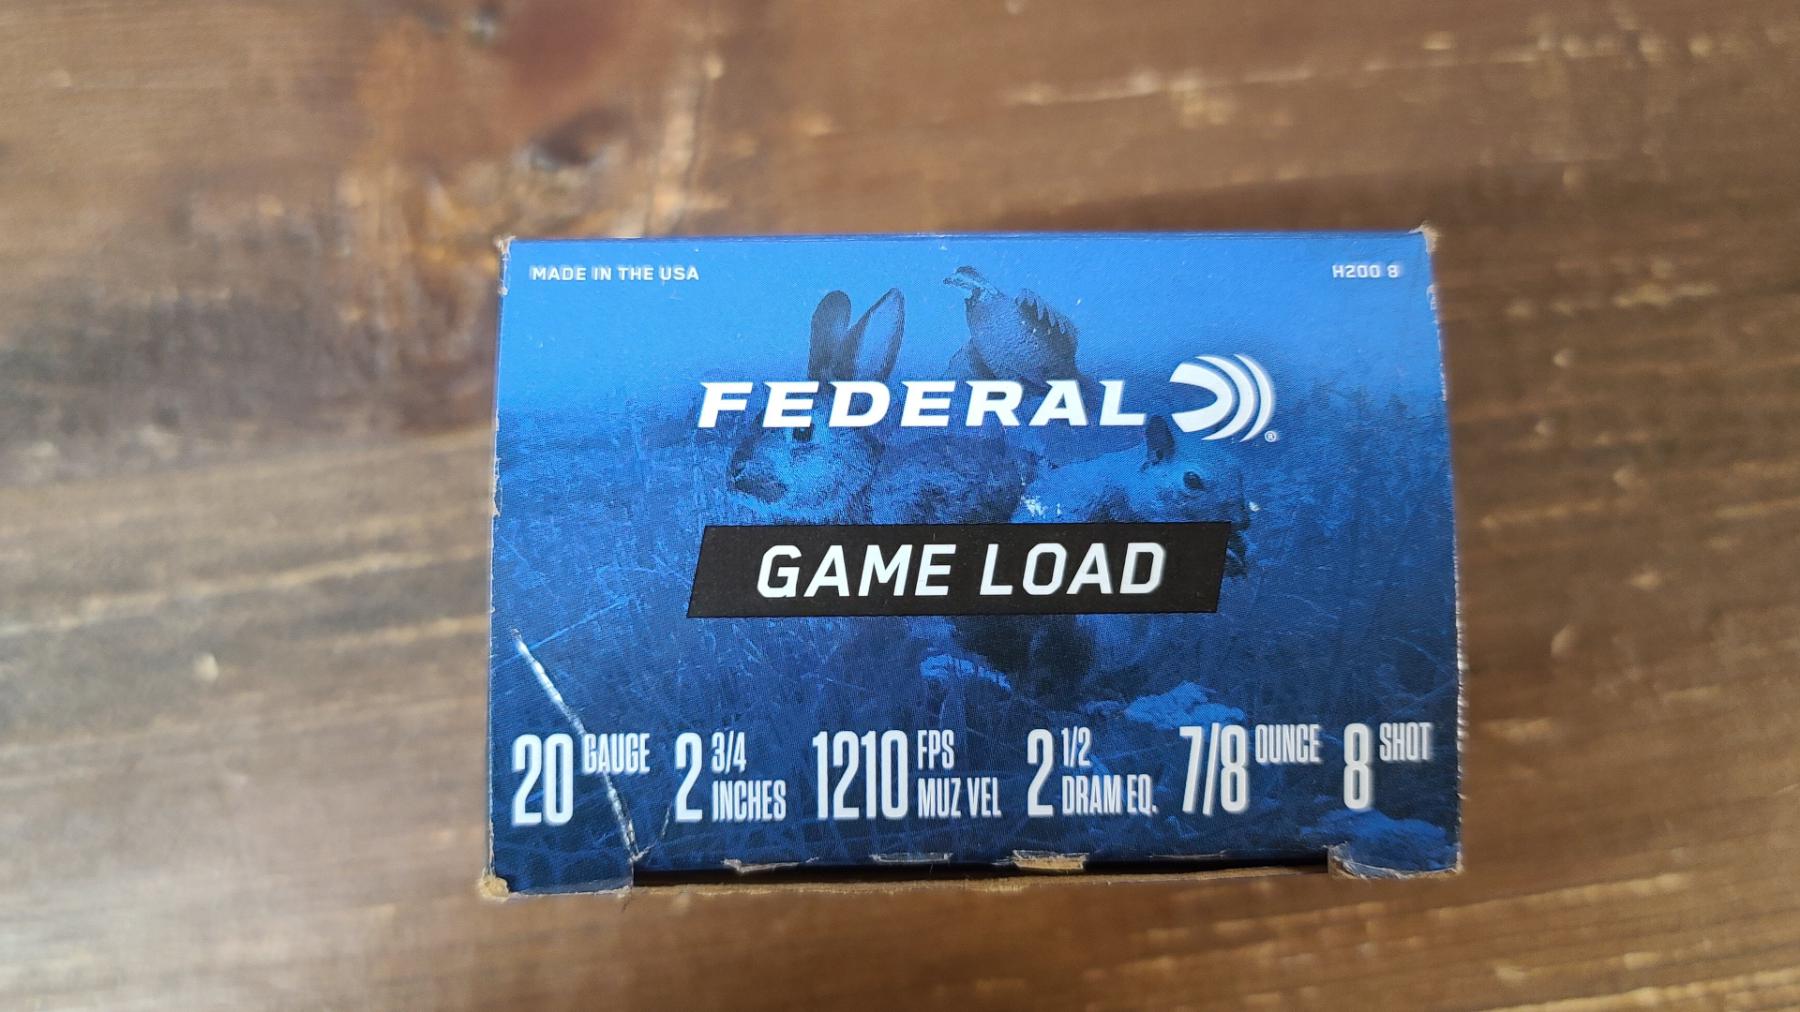 MADE IN THE USA
H200 8
FEDERAL®
GAME LOAD
20 GAUGE 2 3/4 INCHES 1210 FPS MUZ VEL 2 1/2 DRAM EQ. 7/8 OUNCE 8 SHOT